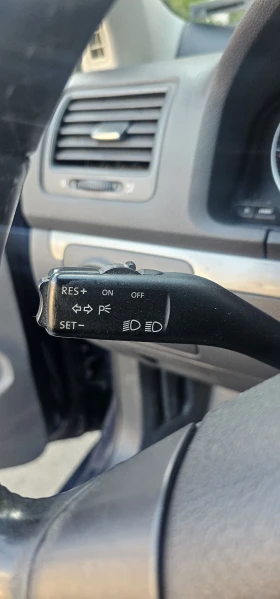 RES+ ON OFF
P
SET-